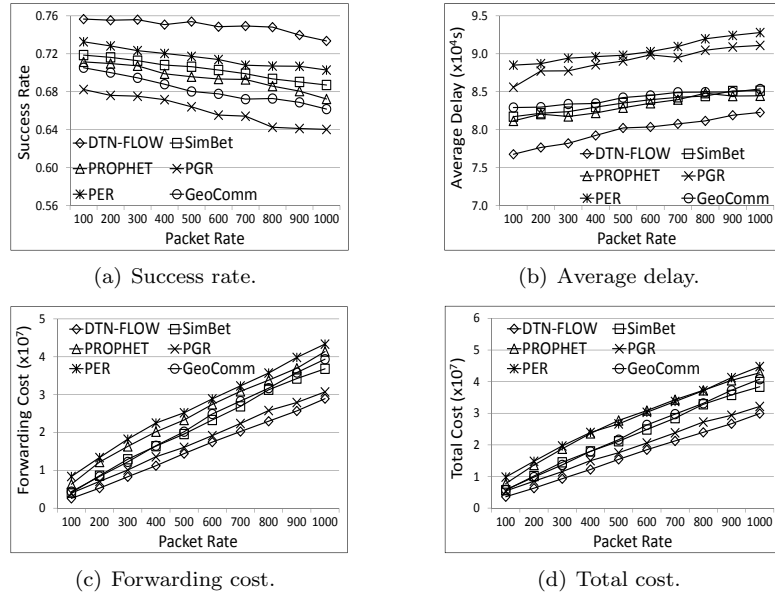 Success Rate
0.76
0.72
0.68
0.64
0.60
0.56
DTN-FLOW SimBet
PROPHET PGR
PER GeoComm
100 200 300 400 500 600 700 800 900 1000
Packet Rate
(a) Success rate.
Average Delay (x10⁴s)
9.5
9.0
8.5
8.0
7.5
7.0
DTN-FLOW SimBet
PROPHET PGR
PER GeoComm
100 200 300 400 500 600 700 800 900 1000
Packet Rate
(b) Average delay.
Forwarding Cost (x10⁷)
5
4
3
2
1
0
DTN-FLOW SimBet
PROPHET PGR
PER GeoComm
100 200 300 400 500 600 700 800 900 1000
Packet Rate
(c) Forwarding cost.
Total Cost (x10⁷)
6
5
4
3
2
1
0
DTN-FLOW SimBet
PROPHET PGR
PER GeoComm
100 200 300 400 500 600 700 800 900 1000
Packet Rate
(d) Total cost.